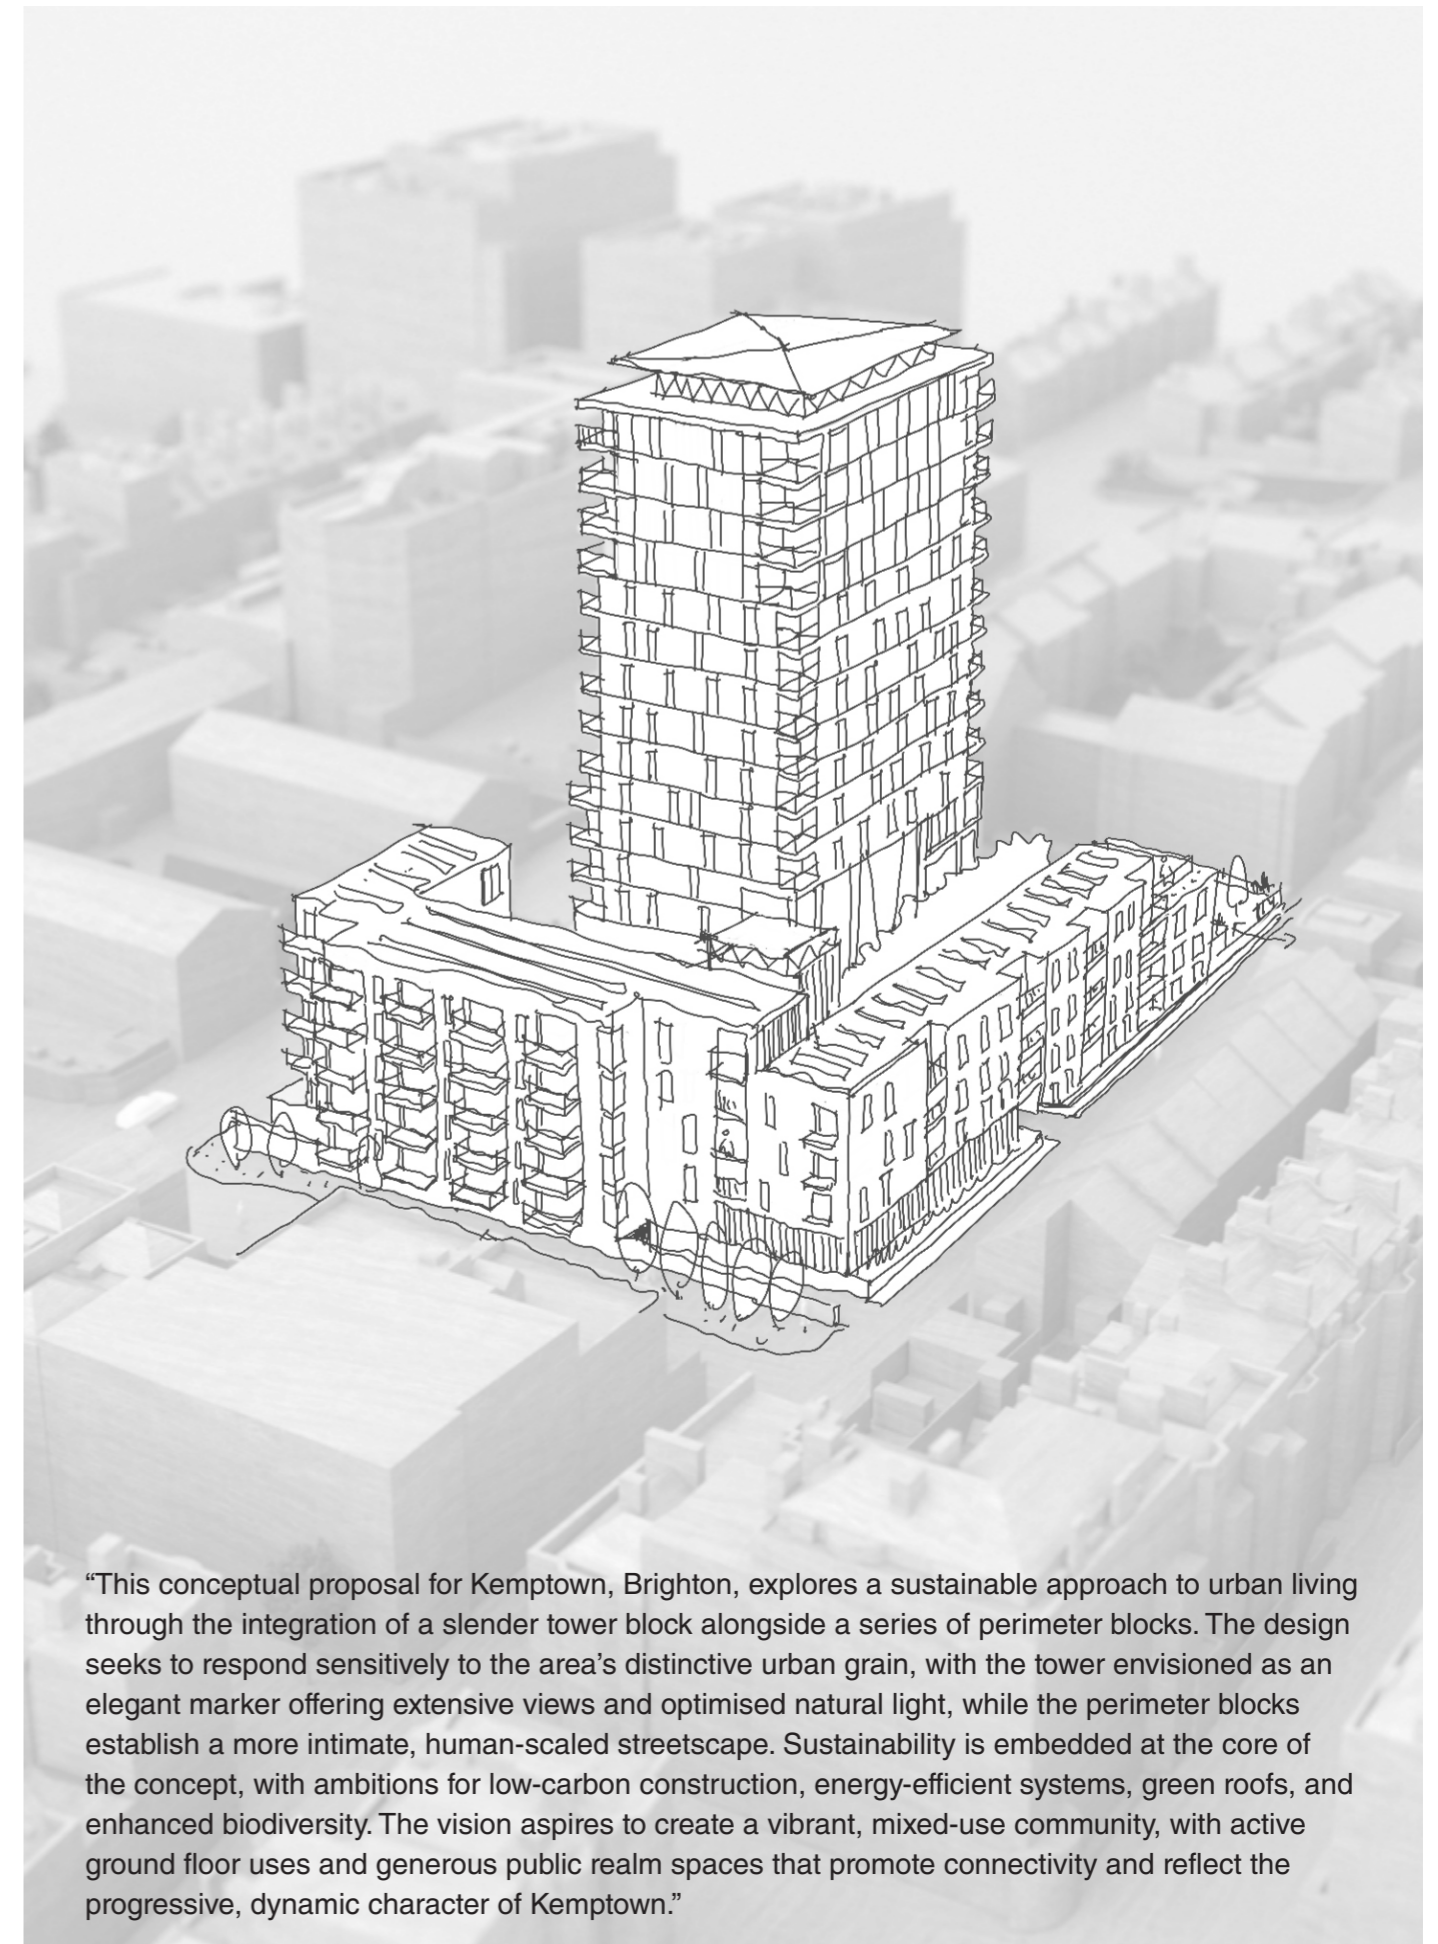 “This conceptual proposal for Kemptown, Brighton, explores a sustainable approach to urban living
through the integration of a slender tower block alongside a series of perimeter blocks. The design
seeks to respond sensitively to the area’s distinctive urban grain, with the tower envisioned as an
elegant marker offering extensive views and optimised natural light, while the perimeter blocks
establish a more intimate, human-scaled streetscape. Sustainability is embedded at the core of
the concept, with ambitions for low-carbon construction, energy-efficient systems, green roofs, and
enhanced biodiversity. The vision aspires to create a vibrant, mixed-use community, with active
ground floor uses and generous public realm spaces that promote connectivity and reflect the
progressive, dynamic character of Kemptown.”